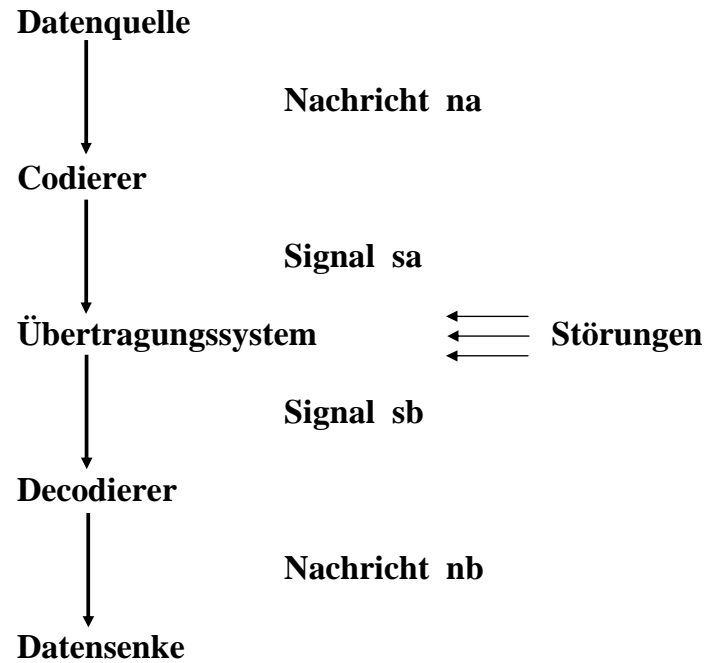 Datenquelle
Nachricht na
Codierer
Signal sa
Übertragungssystem Störungen
Signal sb
Decodierer
Nachricht nb
Datensenke